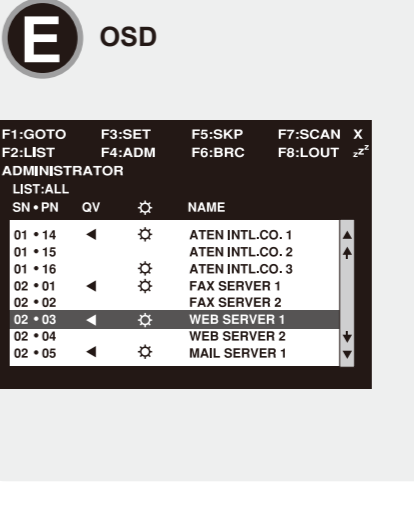 E OSD
F1:GOTO F3:SET F5:SKP F7:SCAN X
F2:LIST F4:ADM F6:BRC F8:LOUT zzZ
ADMINISTRATOR
LIST:ALL
SN•PN QV NAME
01•14 ATEN INTL.CO. 1
01•15 ATEN INTL.CO. 2
01•16 ATEN INTL.CO. 3
02•01 FAX SERVER 1
02•02 FAX SERVER 2
02•03 WEB SERVER 1
02•04 WEB SERVER 2
02•05 MAIL SERVER 1